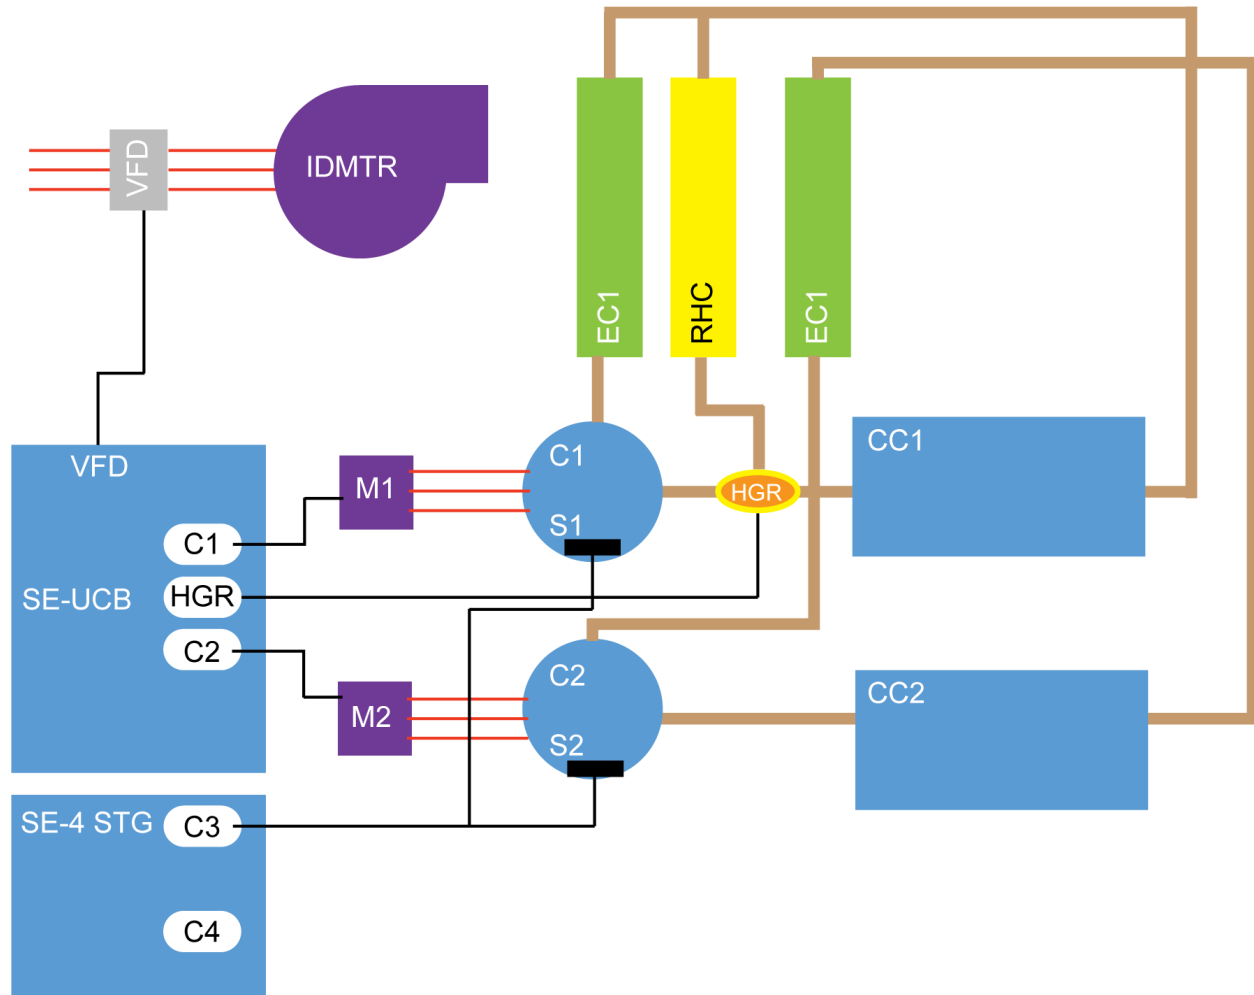 VFD
IDMTR
EC1
RHC
EC1
VFD
C1
HGR
C2
SE-UCB
M1
C1
S1
HGR
CC1
M2
C2
S2
CC2
SE-4 STG
C3
C4